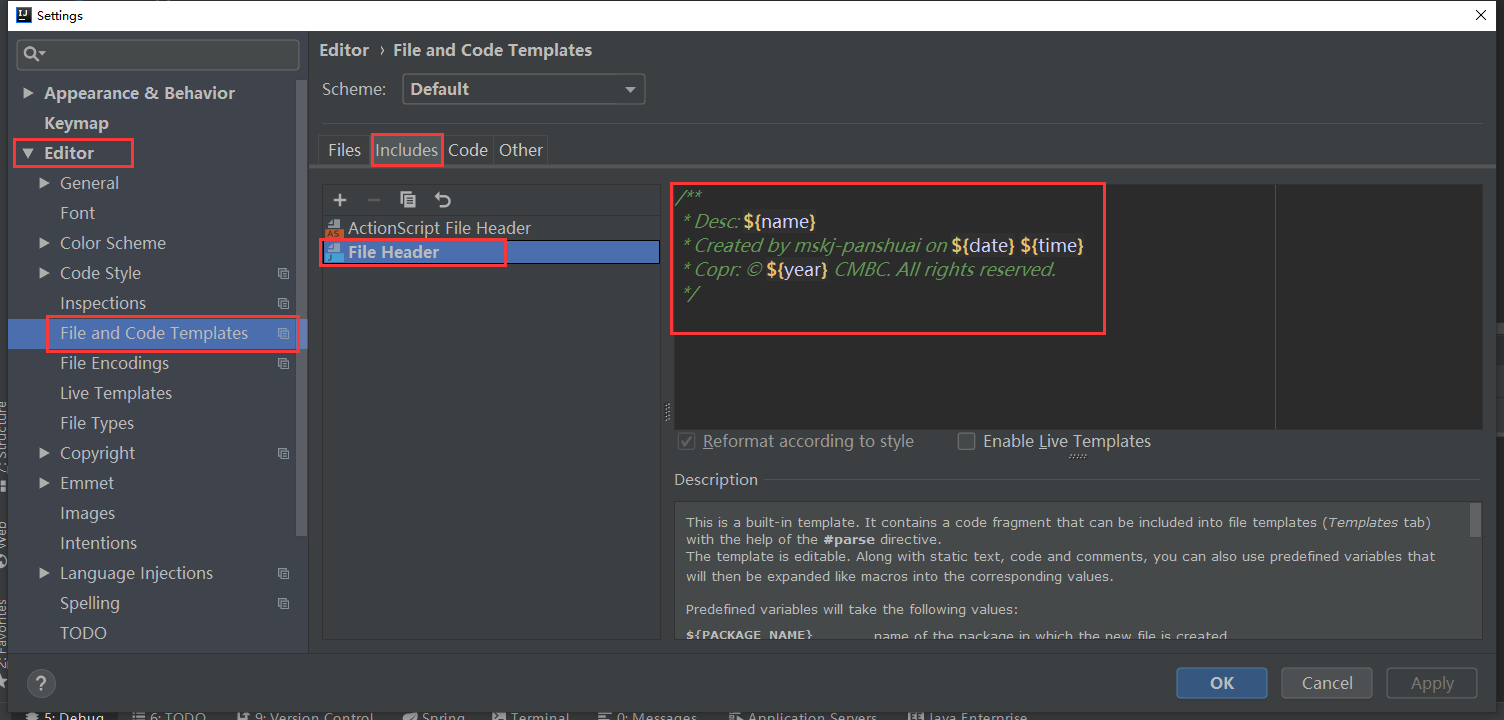 Settings
Editor › File and Code Templates
Scheme: Default
Appearance & Behavior
Keymap
Editor
General
Font
Color Scheme
Code Style
Inspections
File and Code Templates
File Encodings
Live Templates
File Types
Copyright
Emmet
Images
Intentions
Language Injections
Spelling
TODO
Files Includes Code Other
ActionScript File Header
File Header
/**
* Desc: ${name}
* Created by mskj-panshuai on ${date} ${time}
* Copr: © ${year} CMBC. All rights reserved.
*/
Reformat according to style
Enable Live Templates
Description
This is a built-in template. It contains a code fragment that can be included into file templates (Templates tab)
with the help of the #parse directive.
The template is editable. Along with static text, code and comments, you can also use predefined variables that
will then be expanded like macros into the corresponding values.
Predefined variables will take the following values:
${PACKAGE_NAME} name of the package in which the new file is created
?
OK Cancel Apply
7: Structure
Web
2: Favorites
5: Debug 6: TODO 9: Version Control Spring Terminal 0: Messages Application Servers Java Enterprise